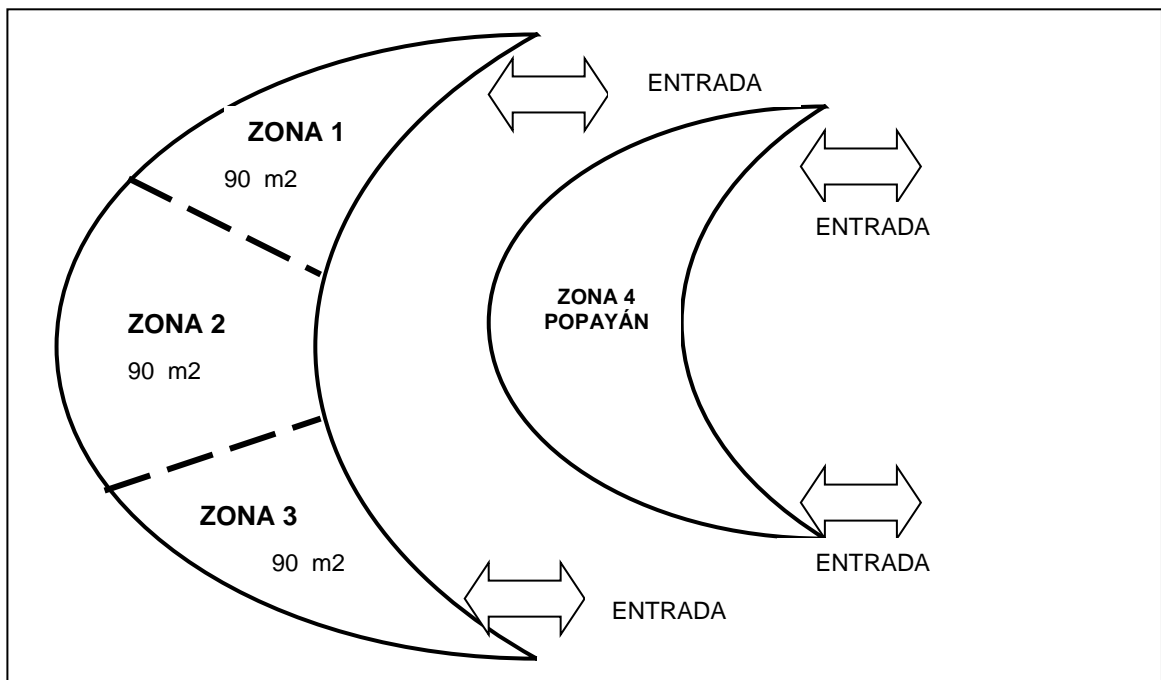 ENTRADA
ZONA 1
90 m2
ENTRADA
ZONA 4
POPAYÁN
ZONA 2
90 m2
ZONA 3
90 m2
ENTRADA
ENTRADA